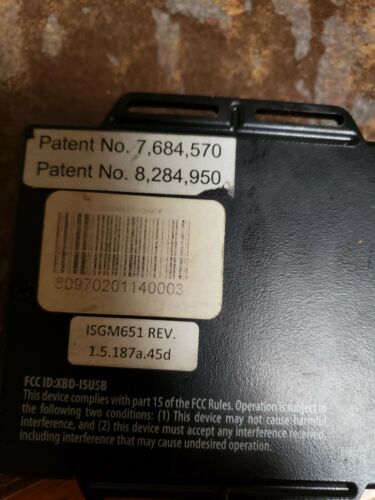 Patent No. 7,684,570
Patent No. 8,284,950
80970201140003
ISGM651 REV.
1.5.187a.45d
FCC ID:XBD-ISUSB
This device complies with part 15 of the FCC Rules. Operation is subject to
the following two conditions: (1) This device may not cause harmful
interference, and (2) this device must accept any interference received,
including interference that may cause undesired operation.